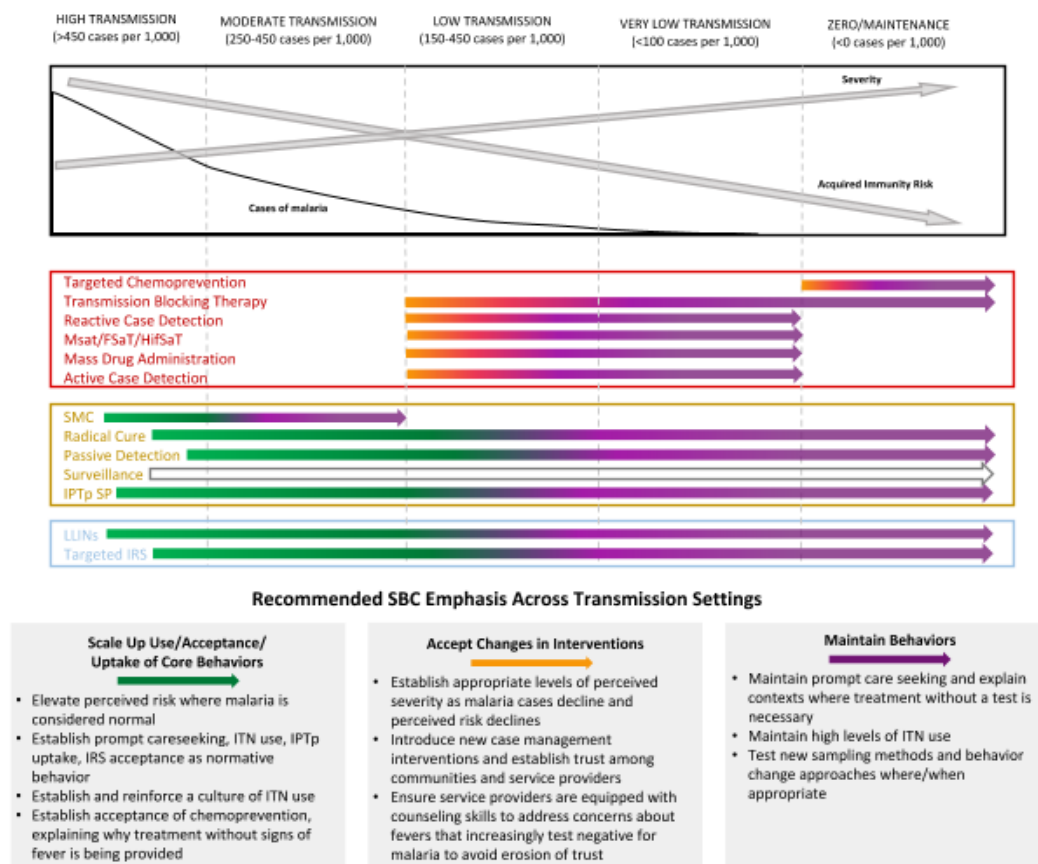 HIGH TRANSMISSION
(>450 cases per 1,000)
MODERATE TRANSMISSION
(250-450 cases per 1,000)
LOW TRANSMISSION
(150-450 cases per 1,000)
VERY LOW TRANSMISSION
(<100 cases per 1,000)
ZERO/MAINTENANCE
(<0 cases per 1,000)
Severity
Acquired Immunity Risk
Cases of malaria
Targeted Chemoprevention
Transmission Blocking Therapy
Reactive Case Detection
Msat/FSaT/HifSaT
Mass Drug Administration
Active Case Detection
SMC
Radical Cure
Passive Detection
Surveillance
IPTp SP
LLINs
Targeted IRS
Recommended SBC Emphasis Across Transmission Settings
Scale Up Use/Acceptance/
Uptake of Core Behaviors
• Elevate perceived risk where malaria is
considered normal
• Establish prompt careseeking, ITN use, IPTp
uptake, IRS acceptance as normative
behavior
• Establish and reinforce a culture of ITN use
• Establish acceptance of chemoprevention,
explaining why treatment without signs of
fever is being provided
Accept Changes in Interventions
• Establish appropriate levels of perceived
severity as malaria cases decline and
perceived risk declines
• Introduce new case management
interventions and establish trust among
communities and service providers
• Ensure service providers are equipped with
counseling skills to address concerns about
fevers that increasingly test negative for
malaria to avoid erosion of trust
Maintain Behaviors
• Maintain prompt care seeking and explain
contexts where treatment without a test is
necessary
• Maintain high levels of ITN use
• Test new sampling methods and behavior
change approaches where/when
appropriate